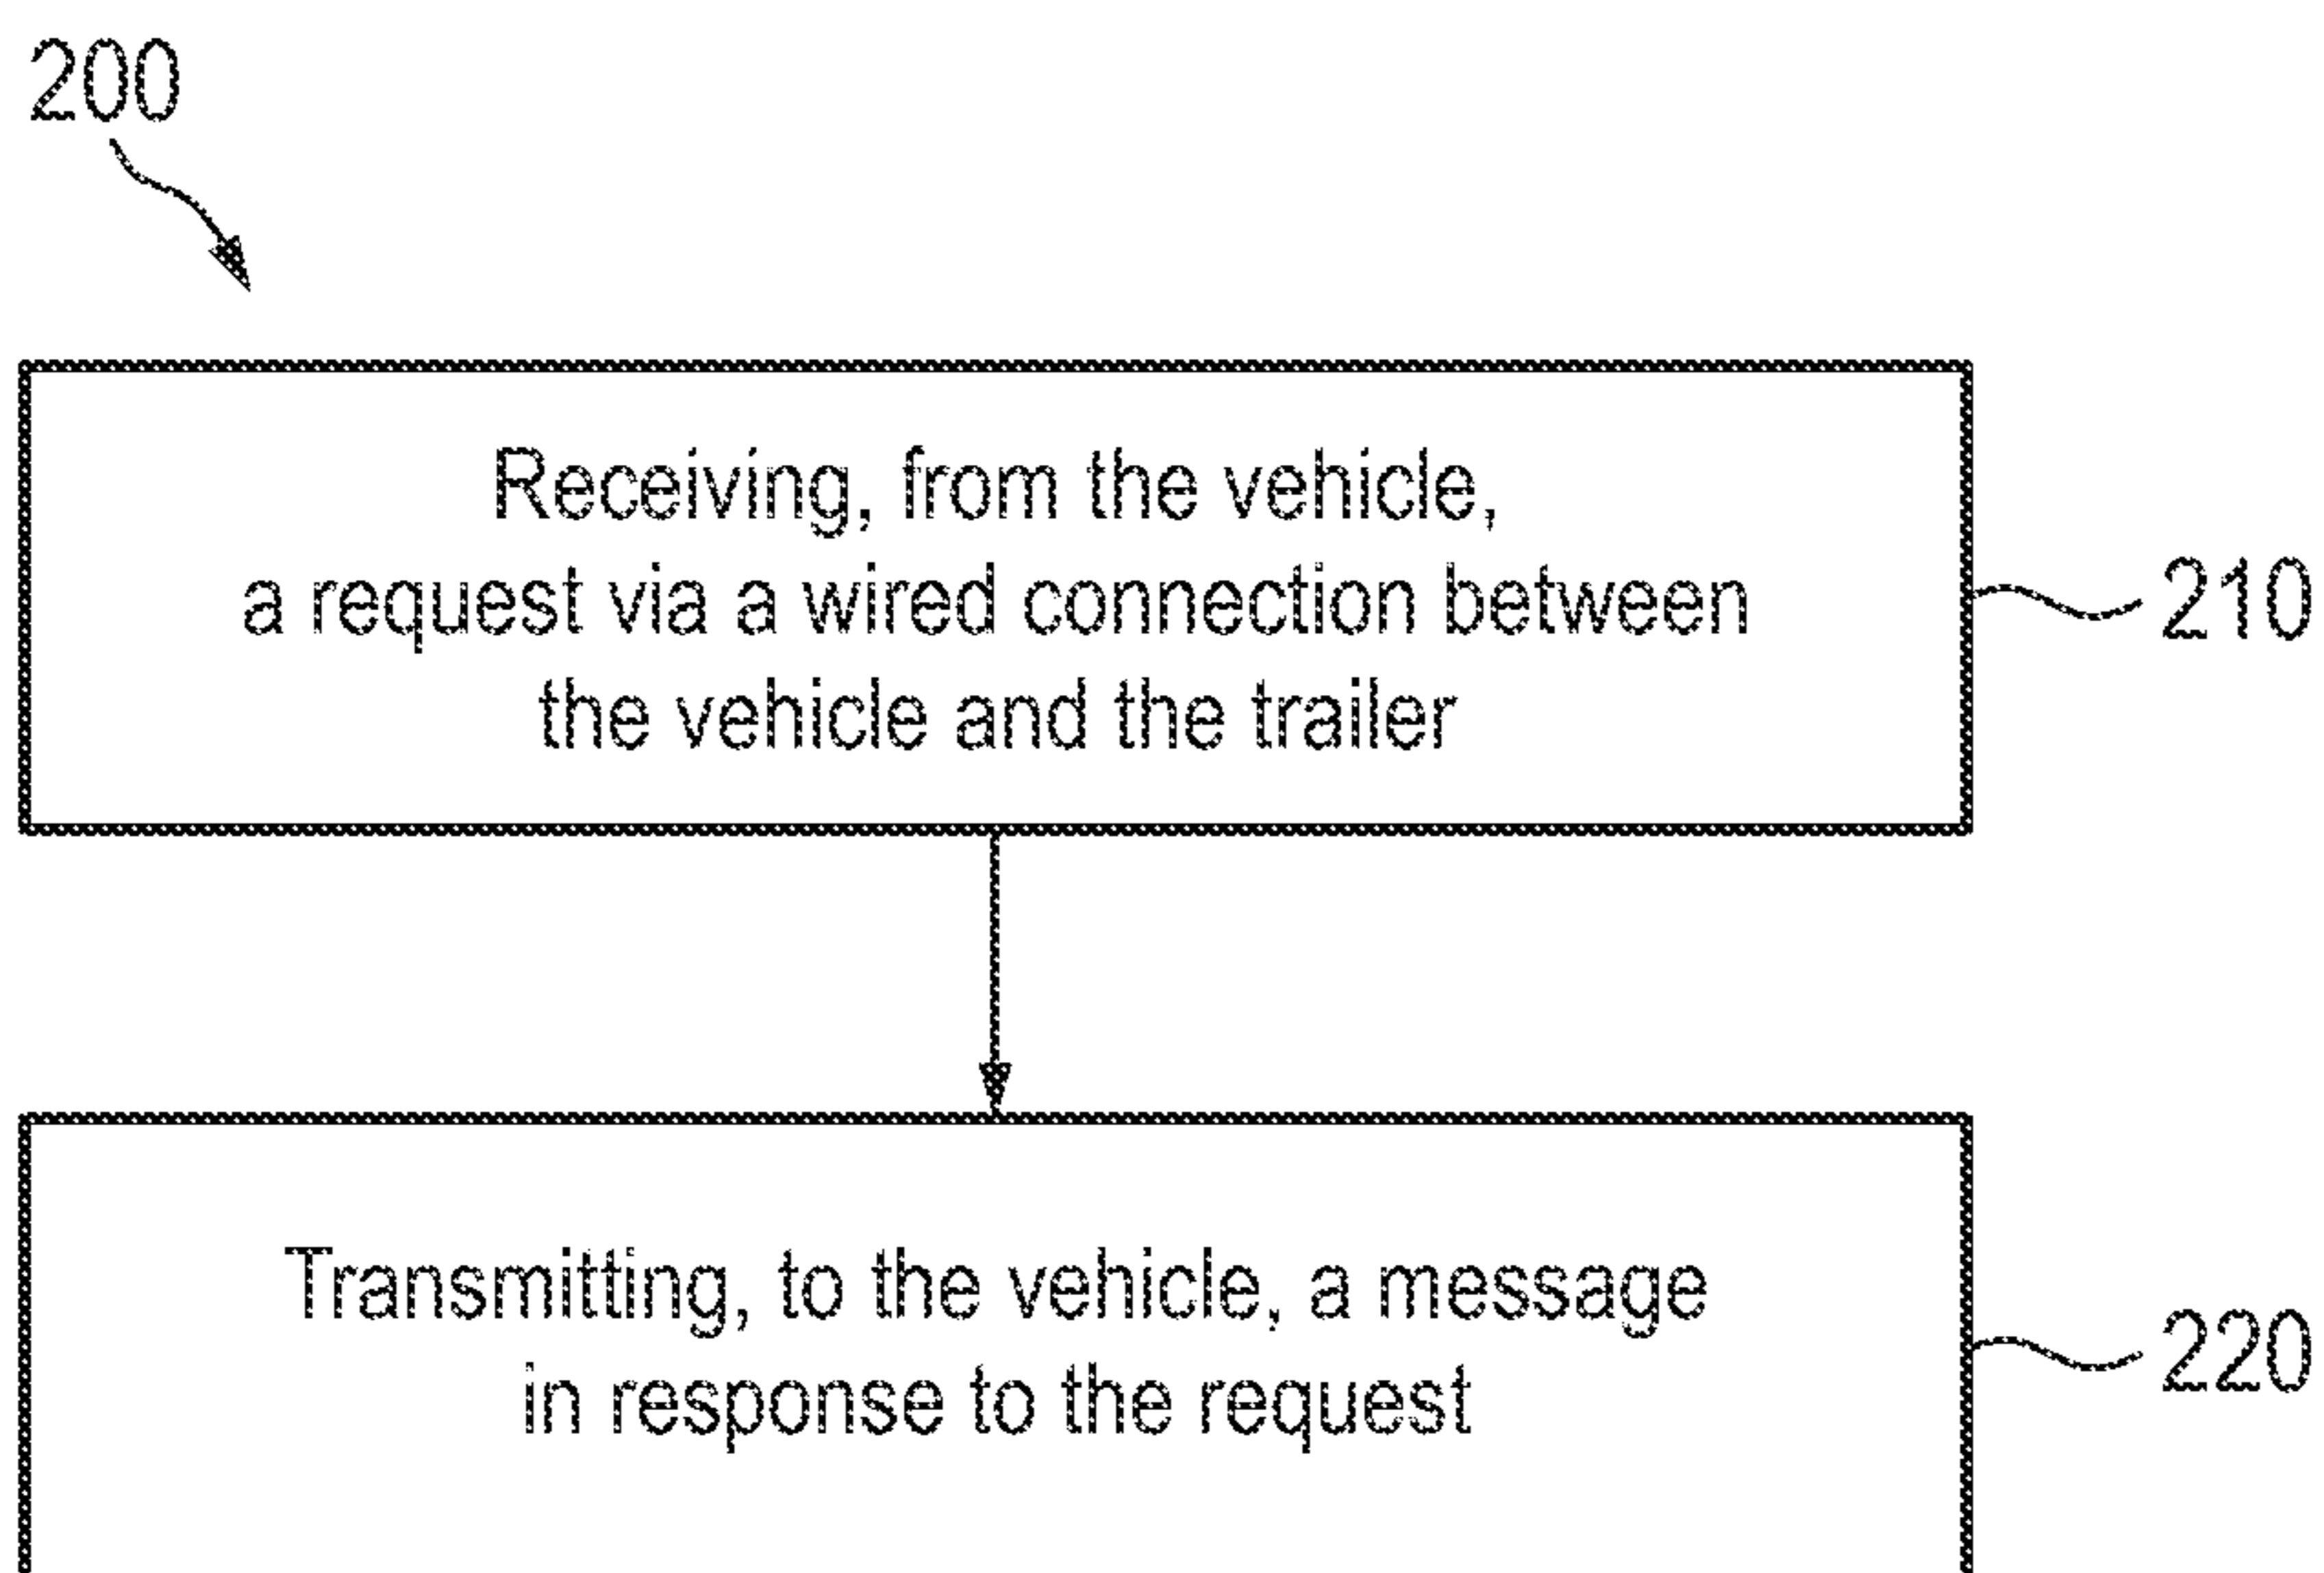 200
Receiving, from the vehicle,
a request via a wired connection between
the vehicle and the trailer
210
Transmitting, to the vehicle, a message
in response to the request
220